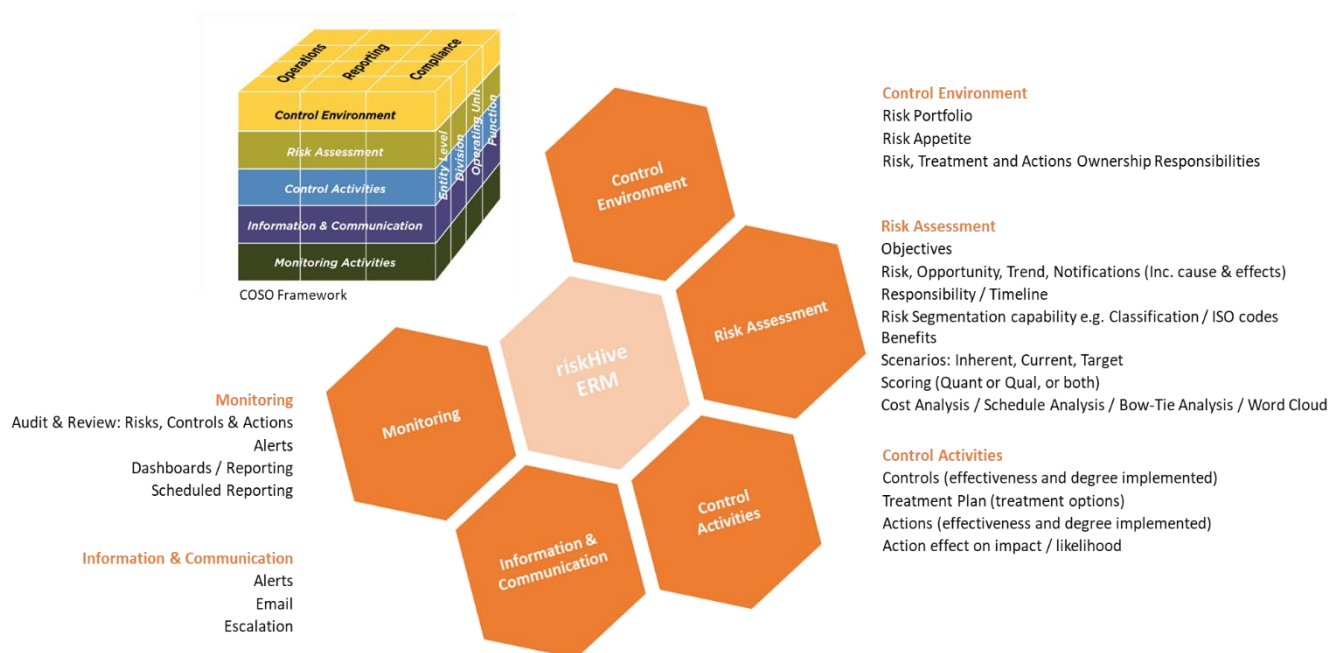 Operations
Reporting
Compliance
Control Environment
Risk Assessment
Control Activities
Information & Communication
Monitoring Activities
Entity Level
Division
Operating Unit
Function
COSO Framework
Control
Environment
Risk Assessment
riskHive
ERM
Monitoring
Control
Activities
Information &
Communication
Control Environment
Risk Portfolio
Risk Appetite
Risk, Treatment and Actions Ownership Responsibilities
Risk Assessment
Objectives
Risk, Opportunity, Trend, Notifications (Inc. cause & effects)
Responsibility / Timeline
Risk Segmentation capability e.g. Classification / ISO codes
Benefits
Scenarios: Inherent, Current, Target
Scoring (Quant or Qual, or both)
Cost Analysis / Schedule Analysis / Bow-Tie Analysis / Word Cloud
Control Activities
Controls (effectiveness and degree implemented)
Treatment Plan (treatment options)
Actions (effectiveness and degree implemented)
Action effect on impact / likelihood
Monitoring
Audit & Review: Risks, Controls & Actions
Alerts
Dashboards / Reporting
Scheduled Reporting
Information & Communication
Alerts
Email
Escalation